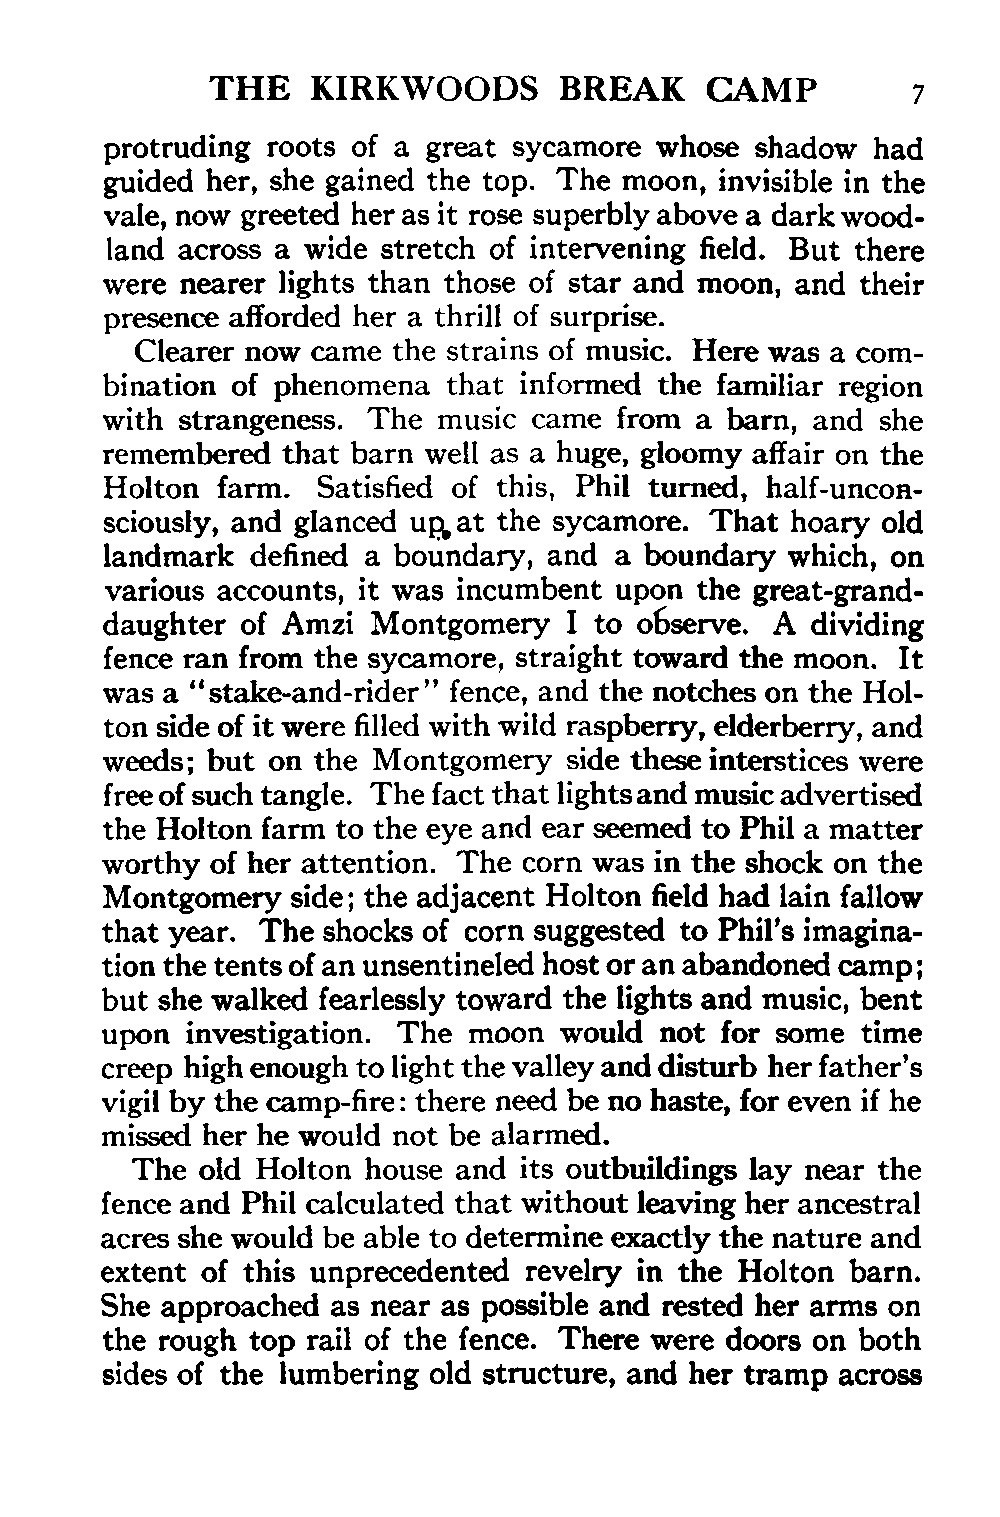 THE KIRKWOODS BREAK CAMP 7
protruding roots of a great sycamore whose shadow had
guided her, she gained the top. The moon, invisible in the
vale, now greeted her as it rose superbly above a dark wood-
land across a wide stretch of intervening field. But there
were nearer lights than those of star and moon, and their
presence afforded her a thrill of surprise.
Clearer now came the strains of music. Here was a com-
bination of phenomena that informed the familiar region
with strangeness. The music came from a barn, and she
remembered that barn well as a huge, gloomy affair on the
Holton farm. Satisfied of this, Phil turned, half-uncon-
sciously, and glanced up at the sycamore. That hoary old
landmark defined a boundary, and a boundary which, on
various accounts, it was incumbent upon the great-grand-
daughter of Amzi Montgomery I to observe. A dividing
fence ran from the sycamore, straight toward the moon. It
was a "stake-and-rider" fence, and the notches on the Hol-
ton side of it were filled with wild raspberry, elderberry, and
weeds; but on the Montgomery side these interstices were
free of such tangle. The fact that lights and music advertised
the Holton farm to the eye and ear seemed to Phil a matter
worthy of her attention. The corn was in the shock on the
Montgomery side; the adjacent Holton field had lain fallow
that year. The shocks of corn suggested to Phil's imagina-
tion the tents of an unsentineled host or an abandoned camp;
but she walked fearlessly toward the lights and music, bent
upon investigation. The moon would not for some time
creep high enough to light the valley and disturb her father's
vigil by the camp-fire: there need be no haste, for even if he
missed her he would not be alarmed.
The old Holton house and its outbuildings lay near the
fence and Phil calculated that without leaving her ancestral
acres she would be able to determine exactly the nature and
extent of this unprecedented revelry in the Holton barn.
She approached as near as possible and rested her arms on
the rough top rail of the fence. There were doors on both
sides of the lumbering old structure, and her tramp across